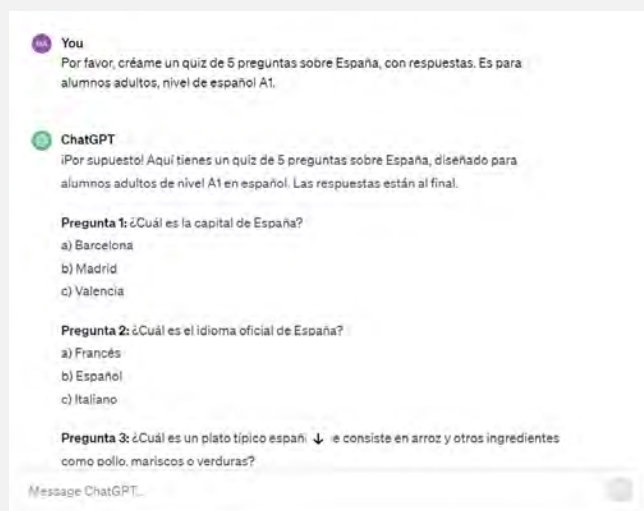 You
Por favor, créame un quiz de 5 preguntas sobre España, con respuestas. Es para
alumnos adultos, nivel de español A1.
ChatGPT
¡Por supuesto! Aquí tienes un quiz de 5 preguntas sobre España, diseñado para
alumnos adultos de nivel A1 en español. Las respuestas están al final.
Pregunta 1: ¿Cuál es la capital de España?
a) Barcelona
b) Madrid
c) Valencia
Pregunta 2: ¿Cuál es el idioma oficial de España?
a) Francés
b) Español
c) Italiano
Pregunta 3: ¿Cuál es un plato típico españ e consiste en arroz y otros ingredientes
como pollo, mariscos o verduras?
Message ChatGPT...